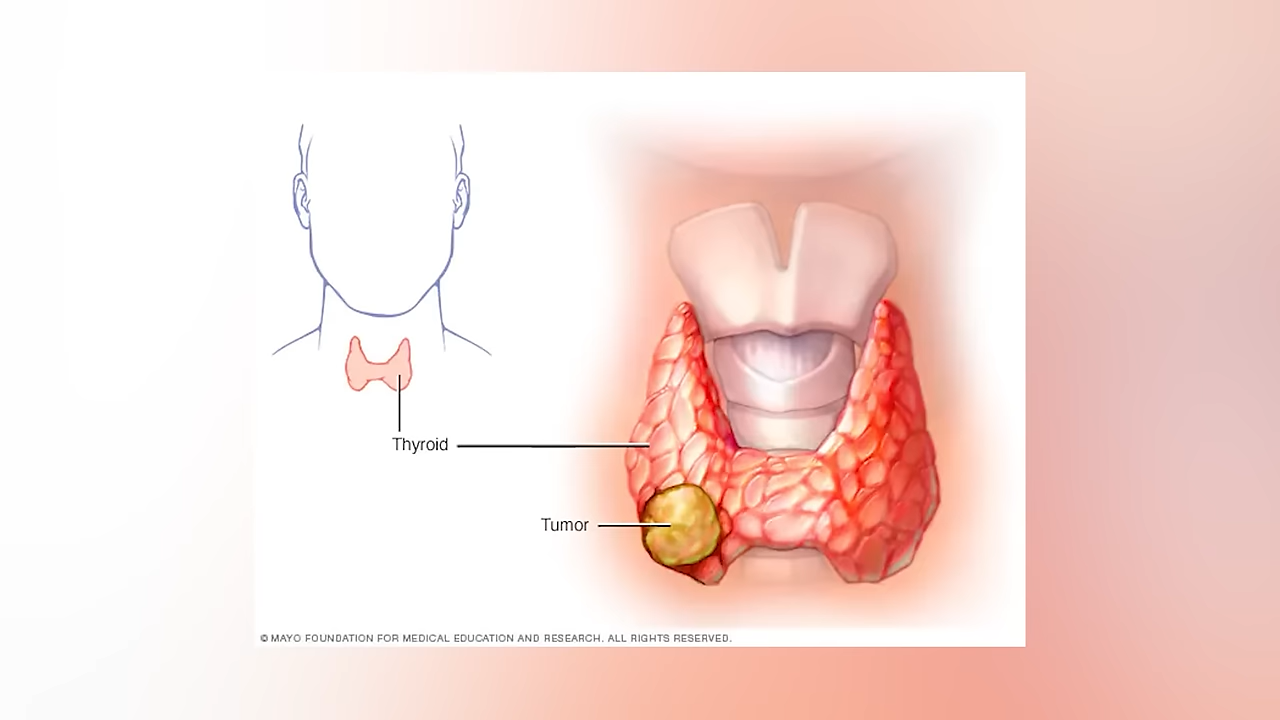 Thyroid
Tumor
© MAYO FOUNDATION FOR MEDICAL EDUCATION AND RESEARCH. ALL RIGHTS RESERVED.